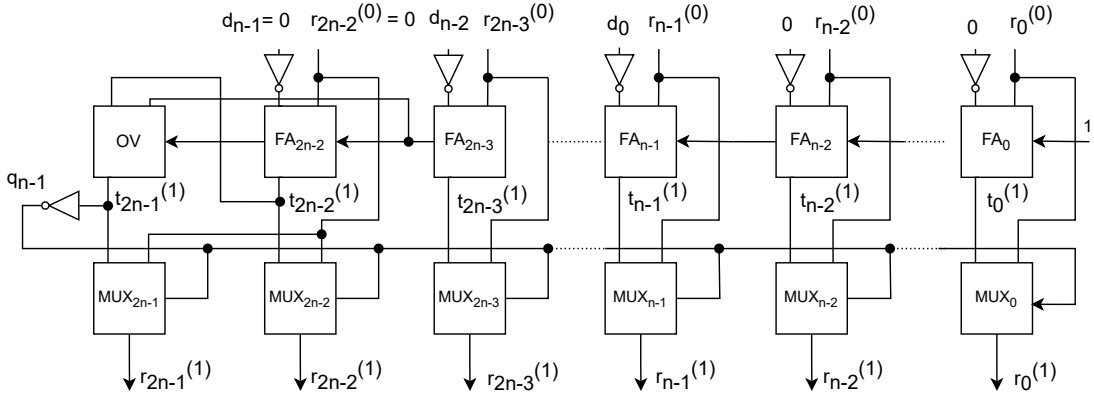 d_{n-1}= 0 r_{2n-2}^{(0)} = 0 d_{n-2} r_{2n-3}^{(0)} d_0 r_{n-1}^{(0)} 0 r_{n-2}^{(0)} 0 r_0^{(0)}
OV FA_{2n-2} FA_{2n-3} FA_{n-1} FA_{n-2} FA_0 1
q_{n-1} t_{2n-1}^{(1)} t_{2n-2}^{(1)} t_{2n-3}^{(1)} t_{n-1}^{(1)} t_{n-2}^{(1)} t_0^{(1)}
MUX_{2n-1} MUX_{2n-2} MUX_{2n-3} MUX_{n-1} MUX_{n-2} MUX_0
r_{2n-1}^{(1)} r_{2n-2}^{(1)} r_{2n-3}^{(1)} r_{n-1}^{(1)} r_{n-2}^{(1)} r_0^{(1)}